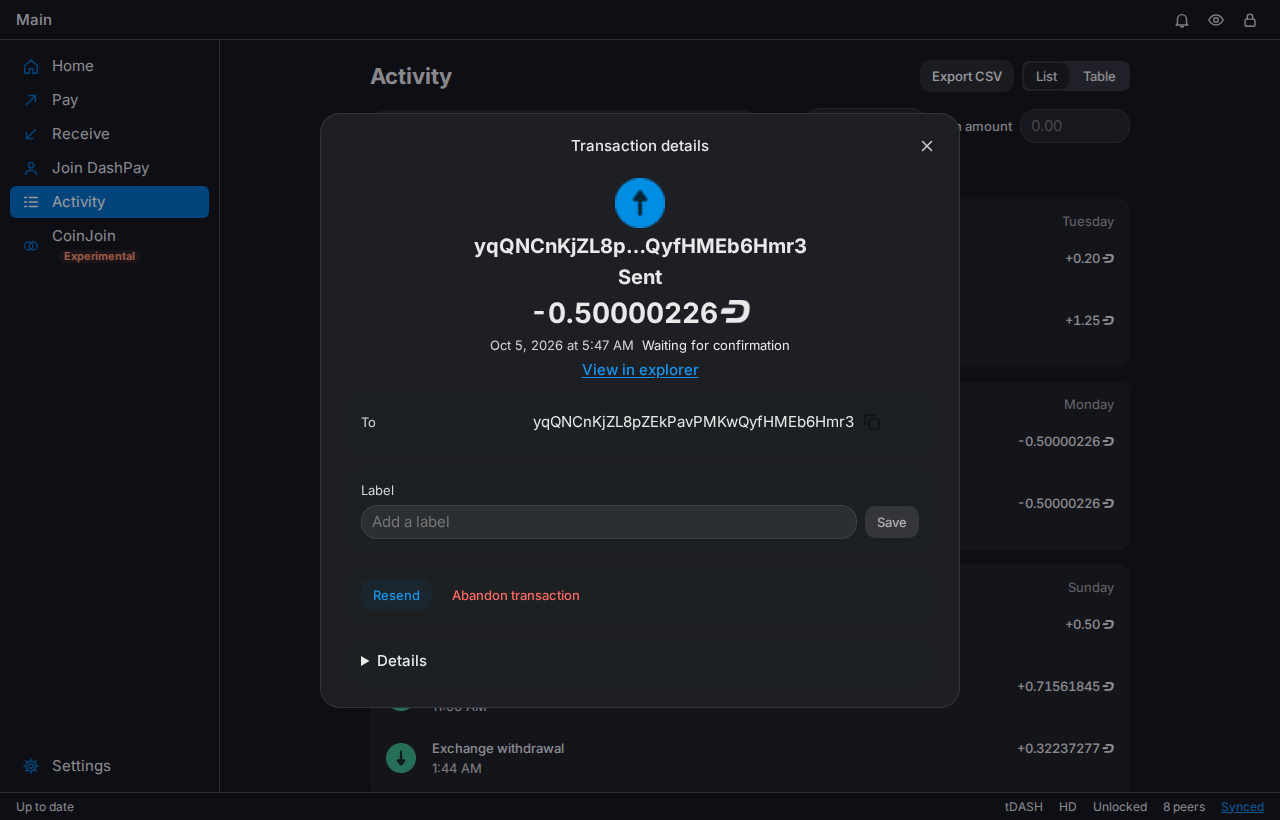 Main
Home
Pay
Receive
Join DashPay
Activity
CoinJoin
Experimental
Settings
Activity
Export CSV
List
Table
amount
0.00
Transaction details
yqQNCnKjZL8p...QyfHMEb6Hmr3
Sent
-0.50000226
Oct 5, 2026 at 5:47 AM Waiting for confirmation
View in explorer
To
yqQNCnKjZL8pZEkPavPMKwQyfHMEb6Hmr3
Label
Add a label
Save
Resend
Abandon transaction
Details
Tuesday
+0.20
+1.25
Monday
-0.50000226
-0.50000226
Sunday
+0.50
+0.71561845
Exchange withdrawal
+0.32237277
1:44 AM
Up to date
tDASH
HD
Unlocked
8 peers
Synced